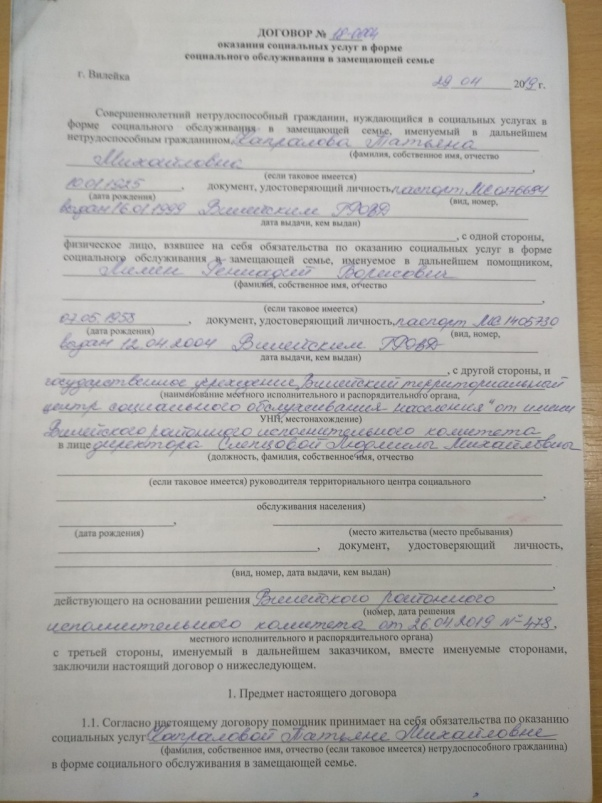 ДОГОВОР №
оказания социальных услуг в форме
социального обслуживания в замещающей семье
г. Вилейка
29 04 2019 г.
Совершеннолетний нетрудоспособный гражданин, нуждающийся в социальных услугах в
форме социального обслуживания в замещающей семье, именуемый в дальнейшем
нетрудоспособным гражданином Капралова Татьяна
(фамилия, собственное имя, отчество
Михайловна,
(если таковое имеется)
10.01.1925, документ, удостоверяющий личность, паспорт
(дата рождения) (вид, номер,
выдан 16.01.1999 Вилейским РОВД
дата выдачи, кем выдан)
, с одной стороны,
физическое лицо, взявшее на себя обязательства по оказанию социальных услуг в форме
социального обслуживания в замещающей семье, именуемое в дальнейшем помощником,
Геннадий Борисович
(фамилия, собственное имя, отчество
,
(если таковое имеется)
07.05.1953, документ, удостоверяющий личность, паспорт МС 1405730
(дата рождения) (вид, номер,
выдан 12.04.2004 Вилейским РОВД
дата выдачи, кем выдан)
, с другой стороны, и
государственное учреждение „Вилейский территориальный
(наименование местного исполнительного и распорядительного органа,
центр социального обслуживания населения" от имени
УНП, местонахождение)
Вилейского районного исполнительного комитета
в лице директора Слепцовой Людмилы Михайловны
(должность, фамилия, собственное имя, отчество
,
(если таковое имеется) руководителя территориального центра социального
,
обслуживания населения)
,
(дата рождения) (место жительства (место пребывания)
, документ, удостоверяющий личность,
(вид, номер, дата выдачи, кем выдан)
,
действующего на основании решения Вилейского районного
(номер, дата решения
исполнительного комитета от 26.04.2019 № 478,
местного исполнительного и распорядительного органа)
с третьей стороны, именуемый в дальнейшем заказчиком, вместе именуемые сторонами,
заключили настоящий договор о нижеследующем.
1. Предмет настоящего договора
1.1. Согласно настоящему договору помощник принимает на себя обязательства по оказанию
социальных услуг Капраловой Татьяне Михайловне
(фамилия, собственное имя, отчество (если таковое имеется) нетрудоспособного гражданина)
в форме социального обслуживания в замещающей семье.